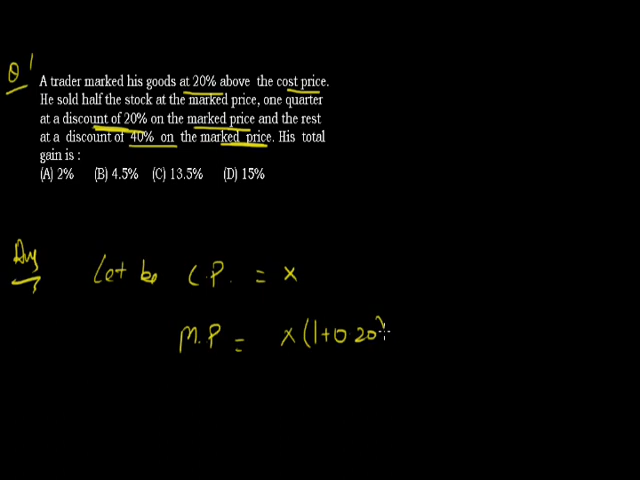 Q1
A trader marked his goods at 20% above the cost price.
He sold half the stock at the marked price, one quarter
at a discount of 20% on the marked price and the rest
at a discount of 40% on the marked price. His total
gain is :
(A) 2% (B) 4.5% (C) 13.5% (D) 15%
Ans Let be C.P. = x
M.P = x (1+0 20)